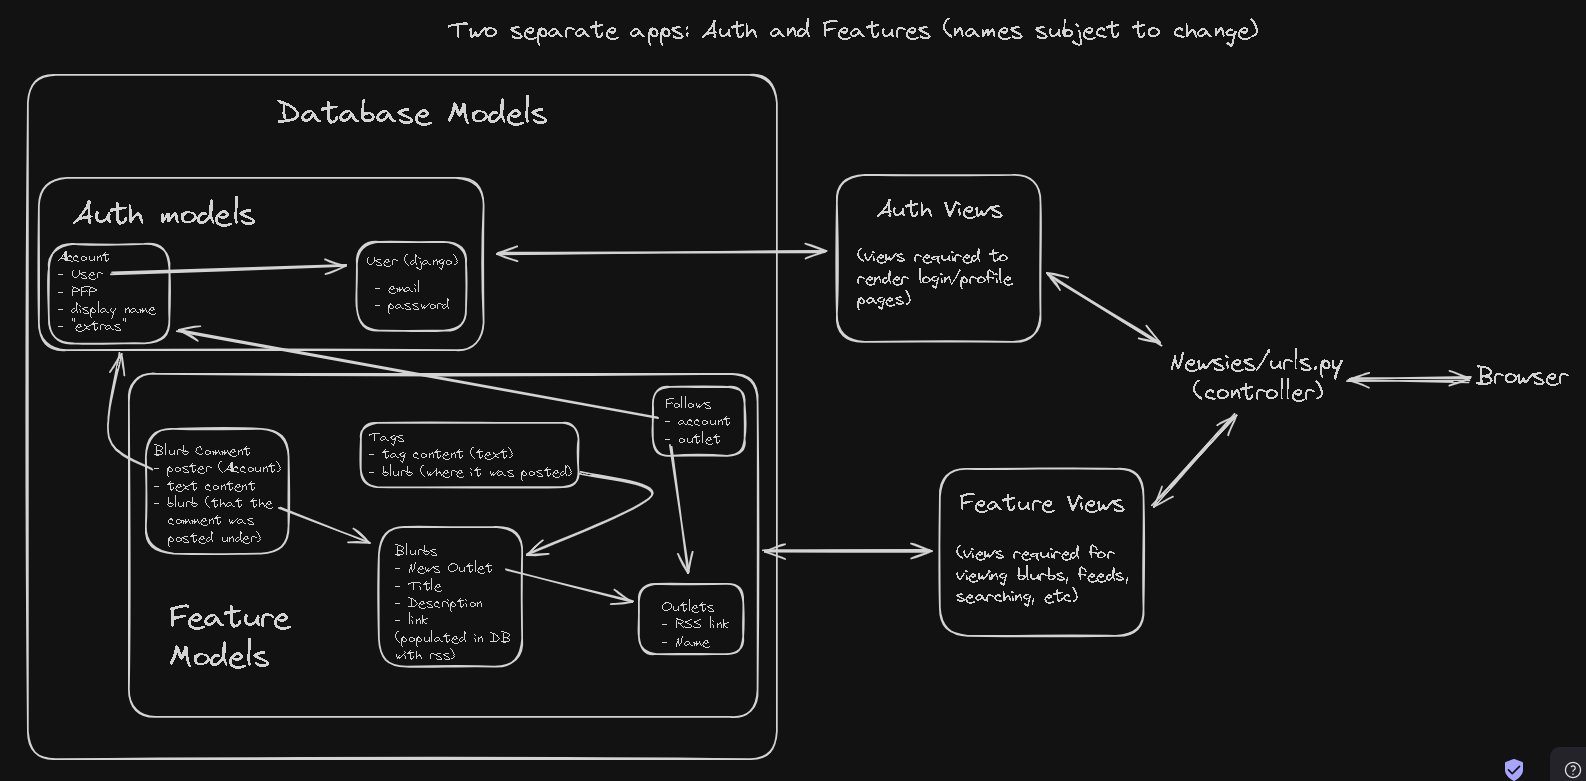 Two separate apps: Auth and Features (names subject to change)
Database Models
Auth models
Account
- User
- PFP
- display name
- "extras"
User (django)
- email
- password
Auth Views
(views required to
render login/profile
pages)
Newsies/urls.py
(controller)
Browser
Follows
- account
- outlet
Tags
- tag content (text)
- blurb (where it was posted)
Blurb Comment
- poster (Account)
- text content
- blurb (that the
comment was
posted under)
Blurbs
- News Outlet
- Title
- Description
- link
(populated in DB
with rss)
Outlets
- RSS link
- Name
Feature
Models
Feature Views
(views required for
viewing blurbs, feeds,
searching, etc)